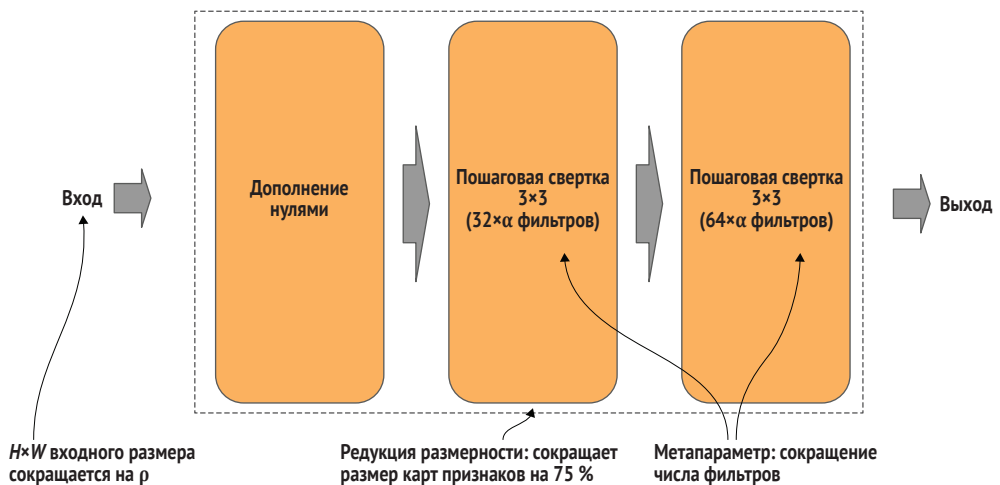 Вход
Дополнение
нулями
Пошаговая свертка
3×3
(32×α фильтров)
Пошаговая свертка
3×3
(64×α фильтров)
Выход
H×W входного размера
сокращается на ρ
Редукция размерности: сокращает
размер карт признаков на 75 %
Метапараметр: сокращение
числа фильтров